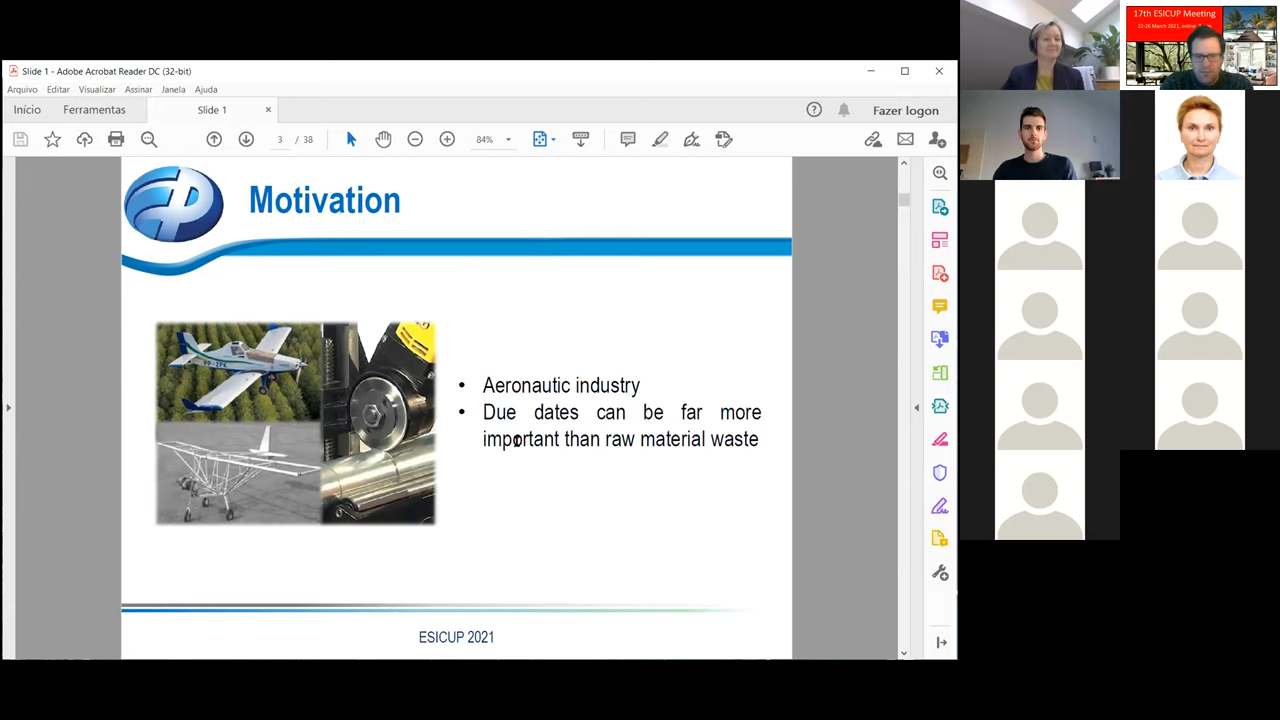 17th ESICUP Meeting
22-26 March 2021, online
Slide 1 - Adobe Acrobat Reader DC (32-bit)
Arquivo Editar Visualizar Assinar Janela Ajuda
Início Ferramentas Slide 1 Fazer logon
3 / 38 84%
Motivation
• Aeronautic industry
• Due dates can be far more
important than raw material waste
ESICUP 2021